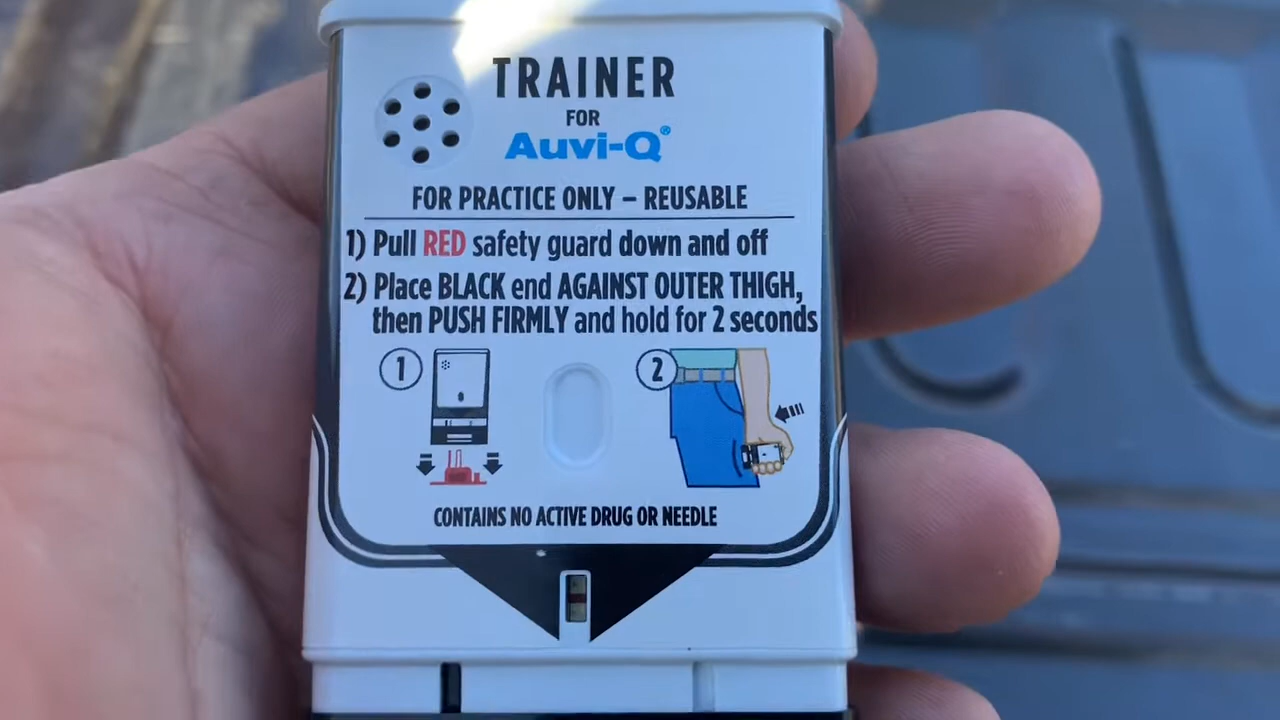 TRAINER
FOR
Auvi-Q®
FOR PRACTICE ONLY – REUSABLE
1) Pull RED safety guard down and off
2) Place BLACK end AGAINST OUTER THIGH,
then PUSH FIRMLY and hold for 2 seconds
1
2
CONTAINS NO ACTIVE DRUG OR NEEDLE